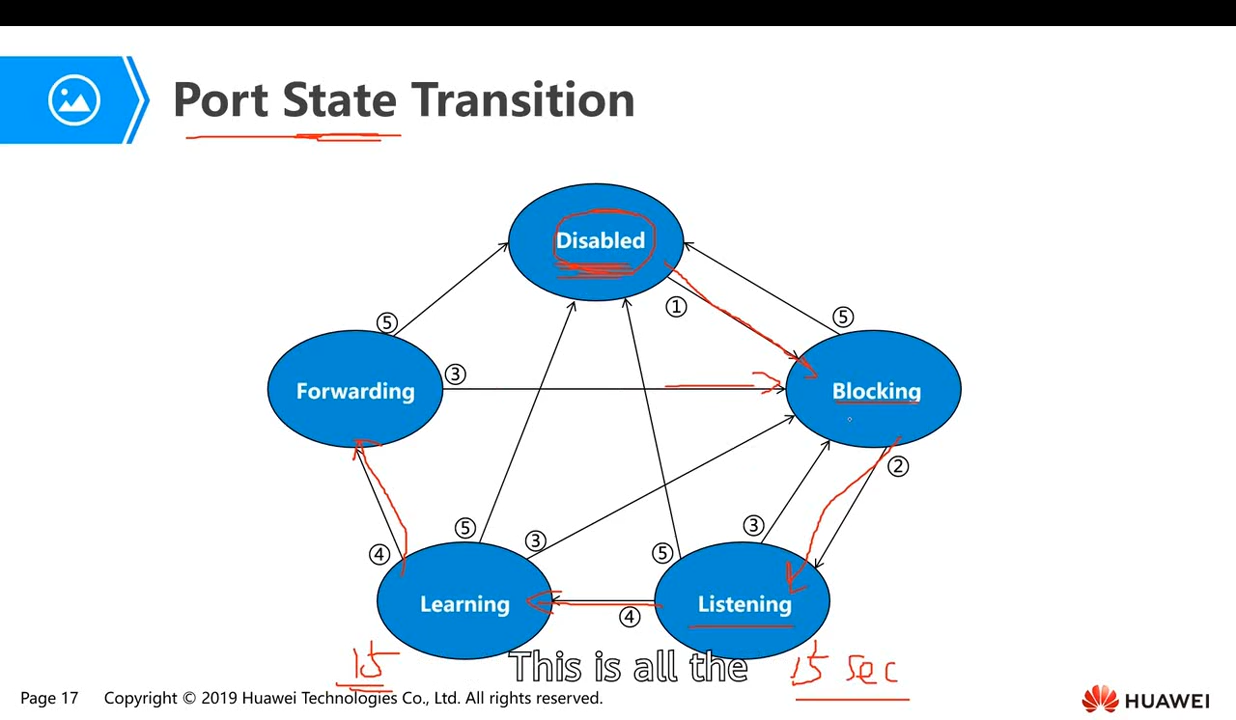 Port State Transition
Disabled
①
⑤
⑤
Forwarding
③
Blocking
②
⑤
③
③
④
⑤
Learning
④
Listening
15
This is all the
15 sec
Page 17 Copyright © 2019 Huawei Technologies Co., Ltd. All rights reserved.
HUAWEI